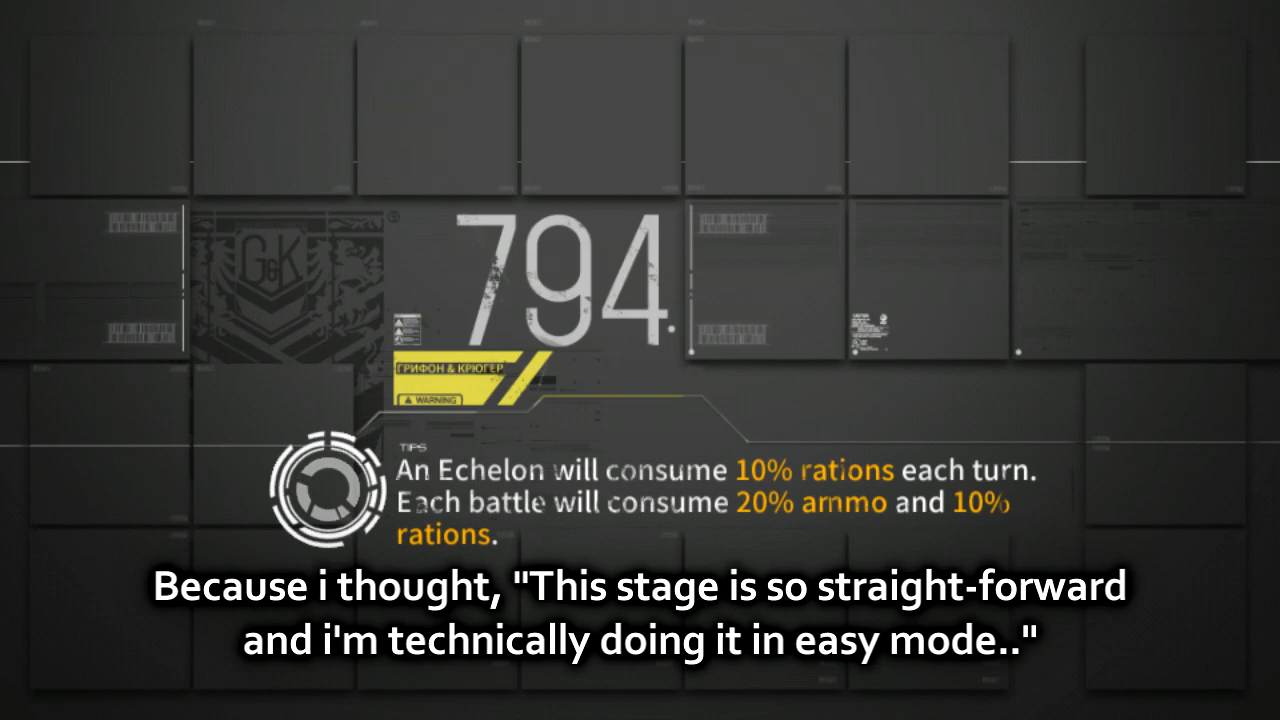 G&K
794.
ГРИФОН & КРЮГЕР
WARNING
TIPS
An Echelon will consume 10% rations each turn.
Each battle will consume 20% ammo and 10%
rations.
Because i thought, "This stage is so straight-forward
and i'm technically doing it in easy mode.."